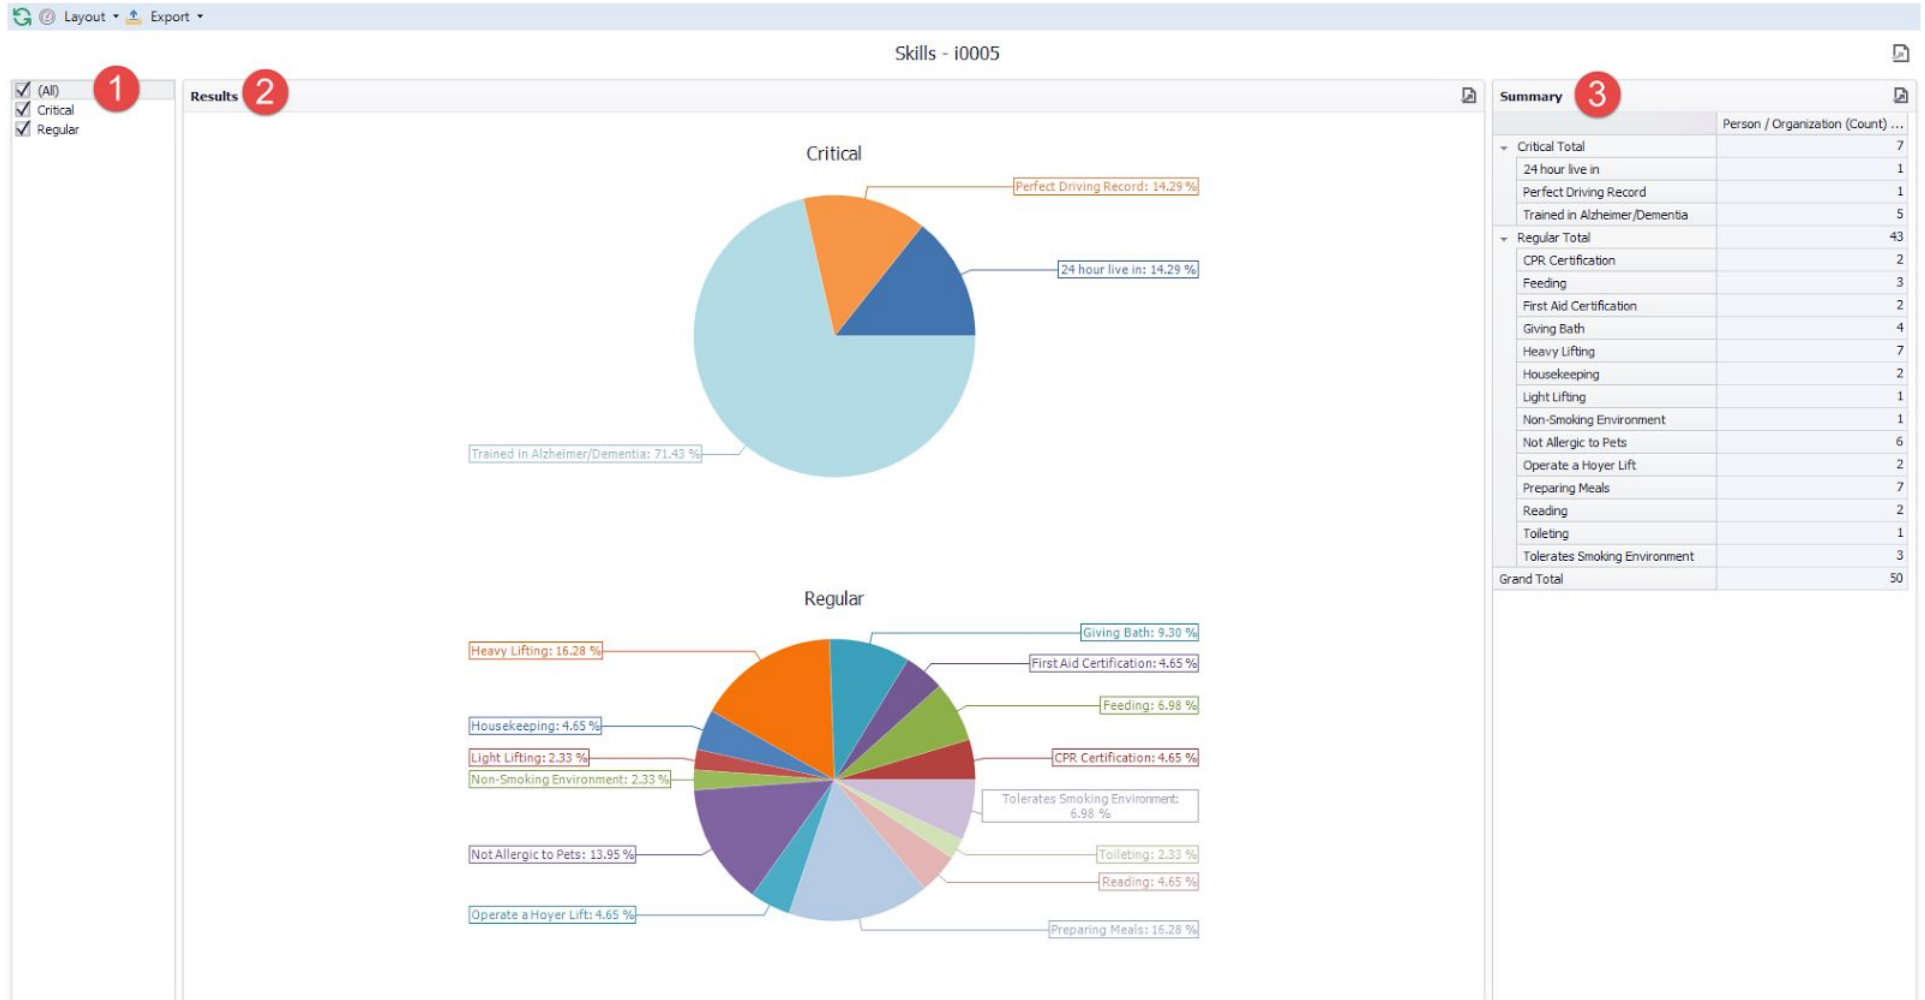 Layout Export
Skills - i0005
(All) 1
Critical
Regular
Results 2
Critical
Perfect Driving Record: 14.29 %
24 hour live in: 14.29 %
Trained in Alzheimer/Dementia: 71.43 %
Regular
Giving Bath: 9.30 %
Heavy Lifting: 16.28 %
First Aid Certification: 4.65 %
Feeding: 6.98 %
Housekeeping: 4.65 %
Light Lifting: 2.33 %
CPR Certification: 4.65 %
Non-Smoking Environment: 2.33 %
Tolerates Smoking Environment:
6.98 %
Not Allergic to Pets: 13.95 %
Toileting: 2.33 %
Reading: 4.65 %
Operate a Hoyer Lift: 4.65 %
Preparing Meals: 16.28 %
Summary 3
Person / Organization (Count) ...
Critical Total 7
24 hour live in 1
Perfect Driving Record 1
Trained in Alzheimer/Dementia 5
Regular Total 43
CPR Certification 2
Feeding 3
First Aid Certification 2
Giving Bath 4
Heavy Lifting 7
Housekeeping 2
Light Lifting 1
Non-Smoking Environment 1
Not Allergic to Pets 6
Operate a Hoyer Lift 2
Preparing Meals 7
Reading 2
Toileting 1
Tolerates Smoking Environment 3
Grand Total 50